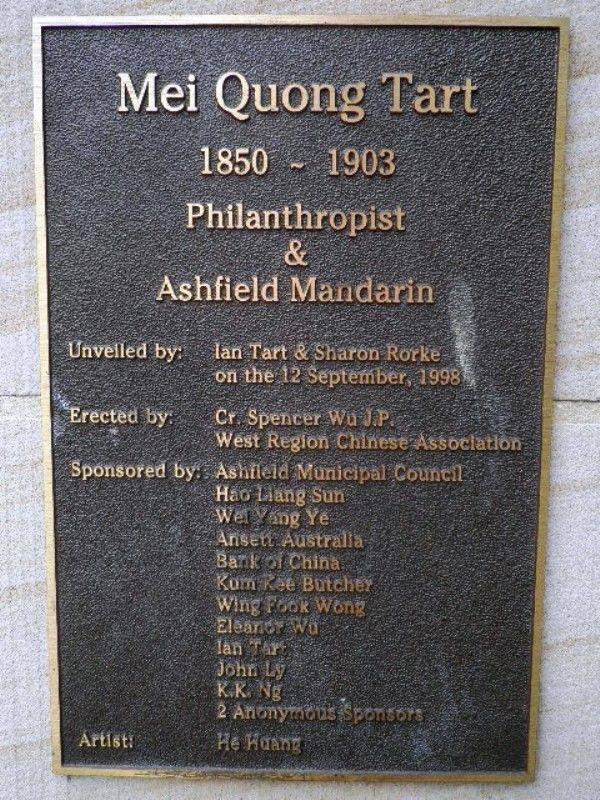 Mei Quong Tart
1850 ~ 1903
Philanthropist
&
Ashfield Mandarin
Unveiled by: Ian Tart & Sharon Rorke
on the 12 September, 1998
Erected by: Cr. Spencer Wu J.P.
West Region Chinese Association
Sponsored by: Ashfield Municipal Council
Hao Liang Sun
Wei Yang Ye
Ansett Australia
Bank of China
Kum Kee Butcher
Wing Fook Wong
Eleanor Wu
Ian Tart
John Ly
K.K. Ng
2 Anonymous Sponsors
Artist: He Huang